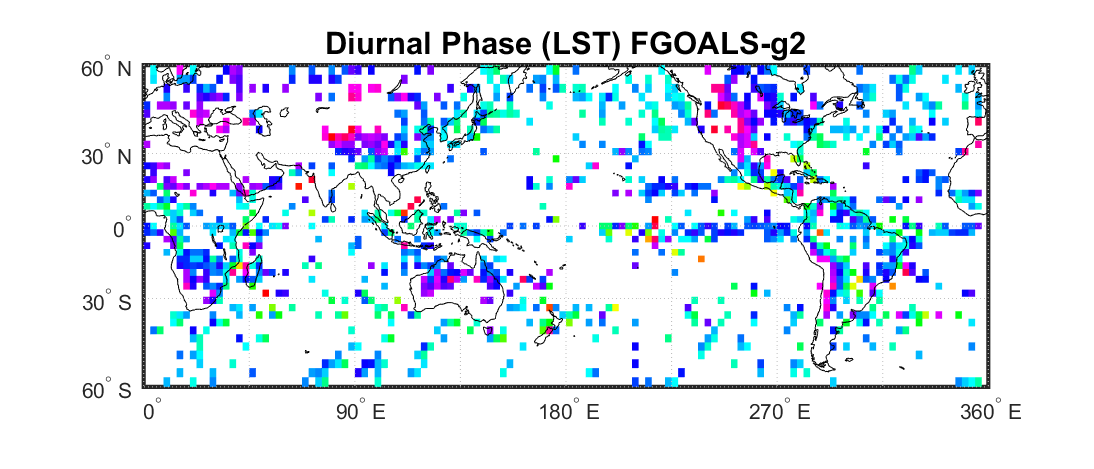 Diurnal Phase (LST) FGOALS-g2
60° N
30° N
0°
30° S
60° S
0° 90° E 180° E 270° E 360° E